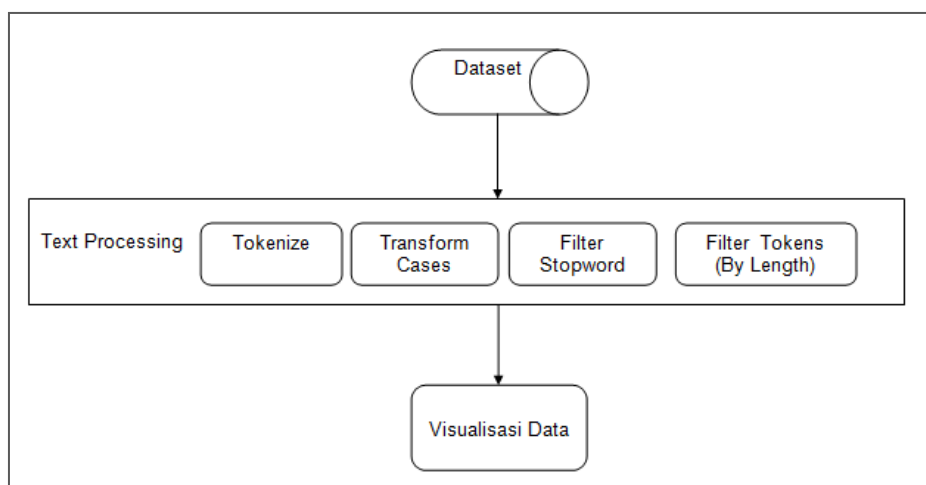 Dataset
Text Processing
Tokenize
Transform
Cases
Filter
Stopword
Filter Tokens
(By Length)
Visualisasi Data